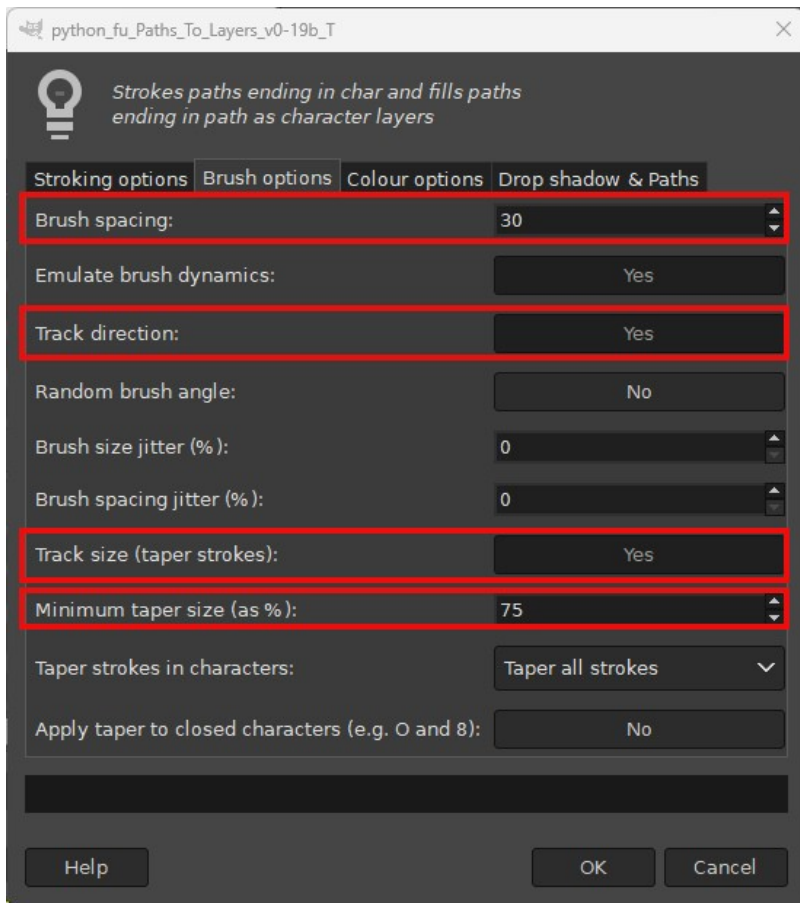 python_fu_Paths_To_Layers_v0-19b_T
Strokes paths ending in char and fills paths
ending in path as character layers
Stroking options Brush options Colour options Drop shadow & Paths
Brush spacing: 30
Emulate brush dynamics: Yes
Track direction: Yes
Random brush angle: No
Brush size jitter (%): 0
Brush spacing jitter (%): 0
Track size (taper strokes): Yes
Minimum taper size (as %): 75
Taper strokes in characters: Taper all strokes
Apply taper to closed characters (e.g. O and 8): No
Help OK Cancel